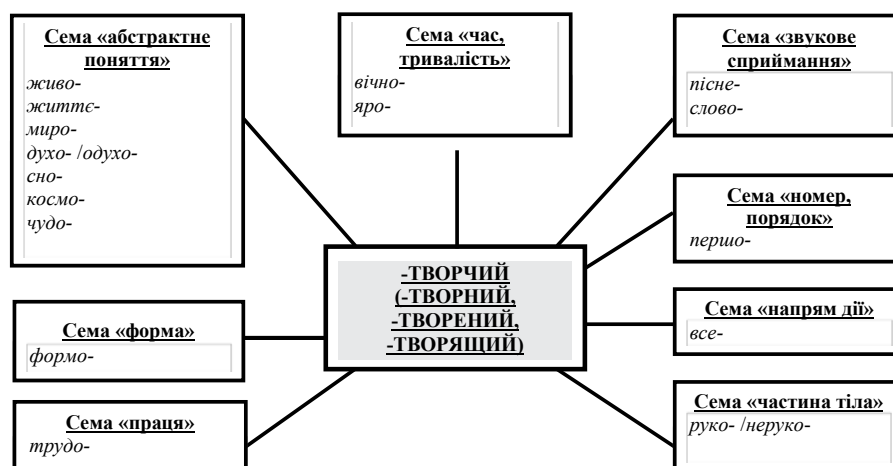 Сема «абстрактне
поняття»
живо-
життє-
миро-
духо- /одухо-
сно-
космо-
чудо-
Сема «час,
тривалість»
вічно-
яро-
Сема «звукове
сприймання»
пісне-
слово-
Сема «номер,
порядок»
першо-
-ТВОРЧИЙ
(-ТВОРНИЙ,
-ТВОРЕНИЙ,
-ТВОРЯЩИЙ)
Сема «форма»
формо-
Сема «напрям дії»
все-
Сема «праця»
трудо-
Сема «частина тіла»
руко- /неруко-